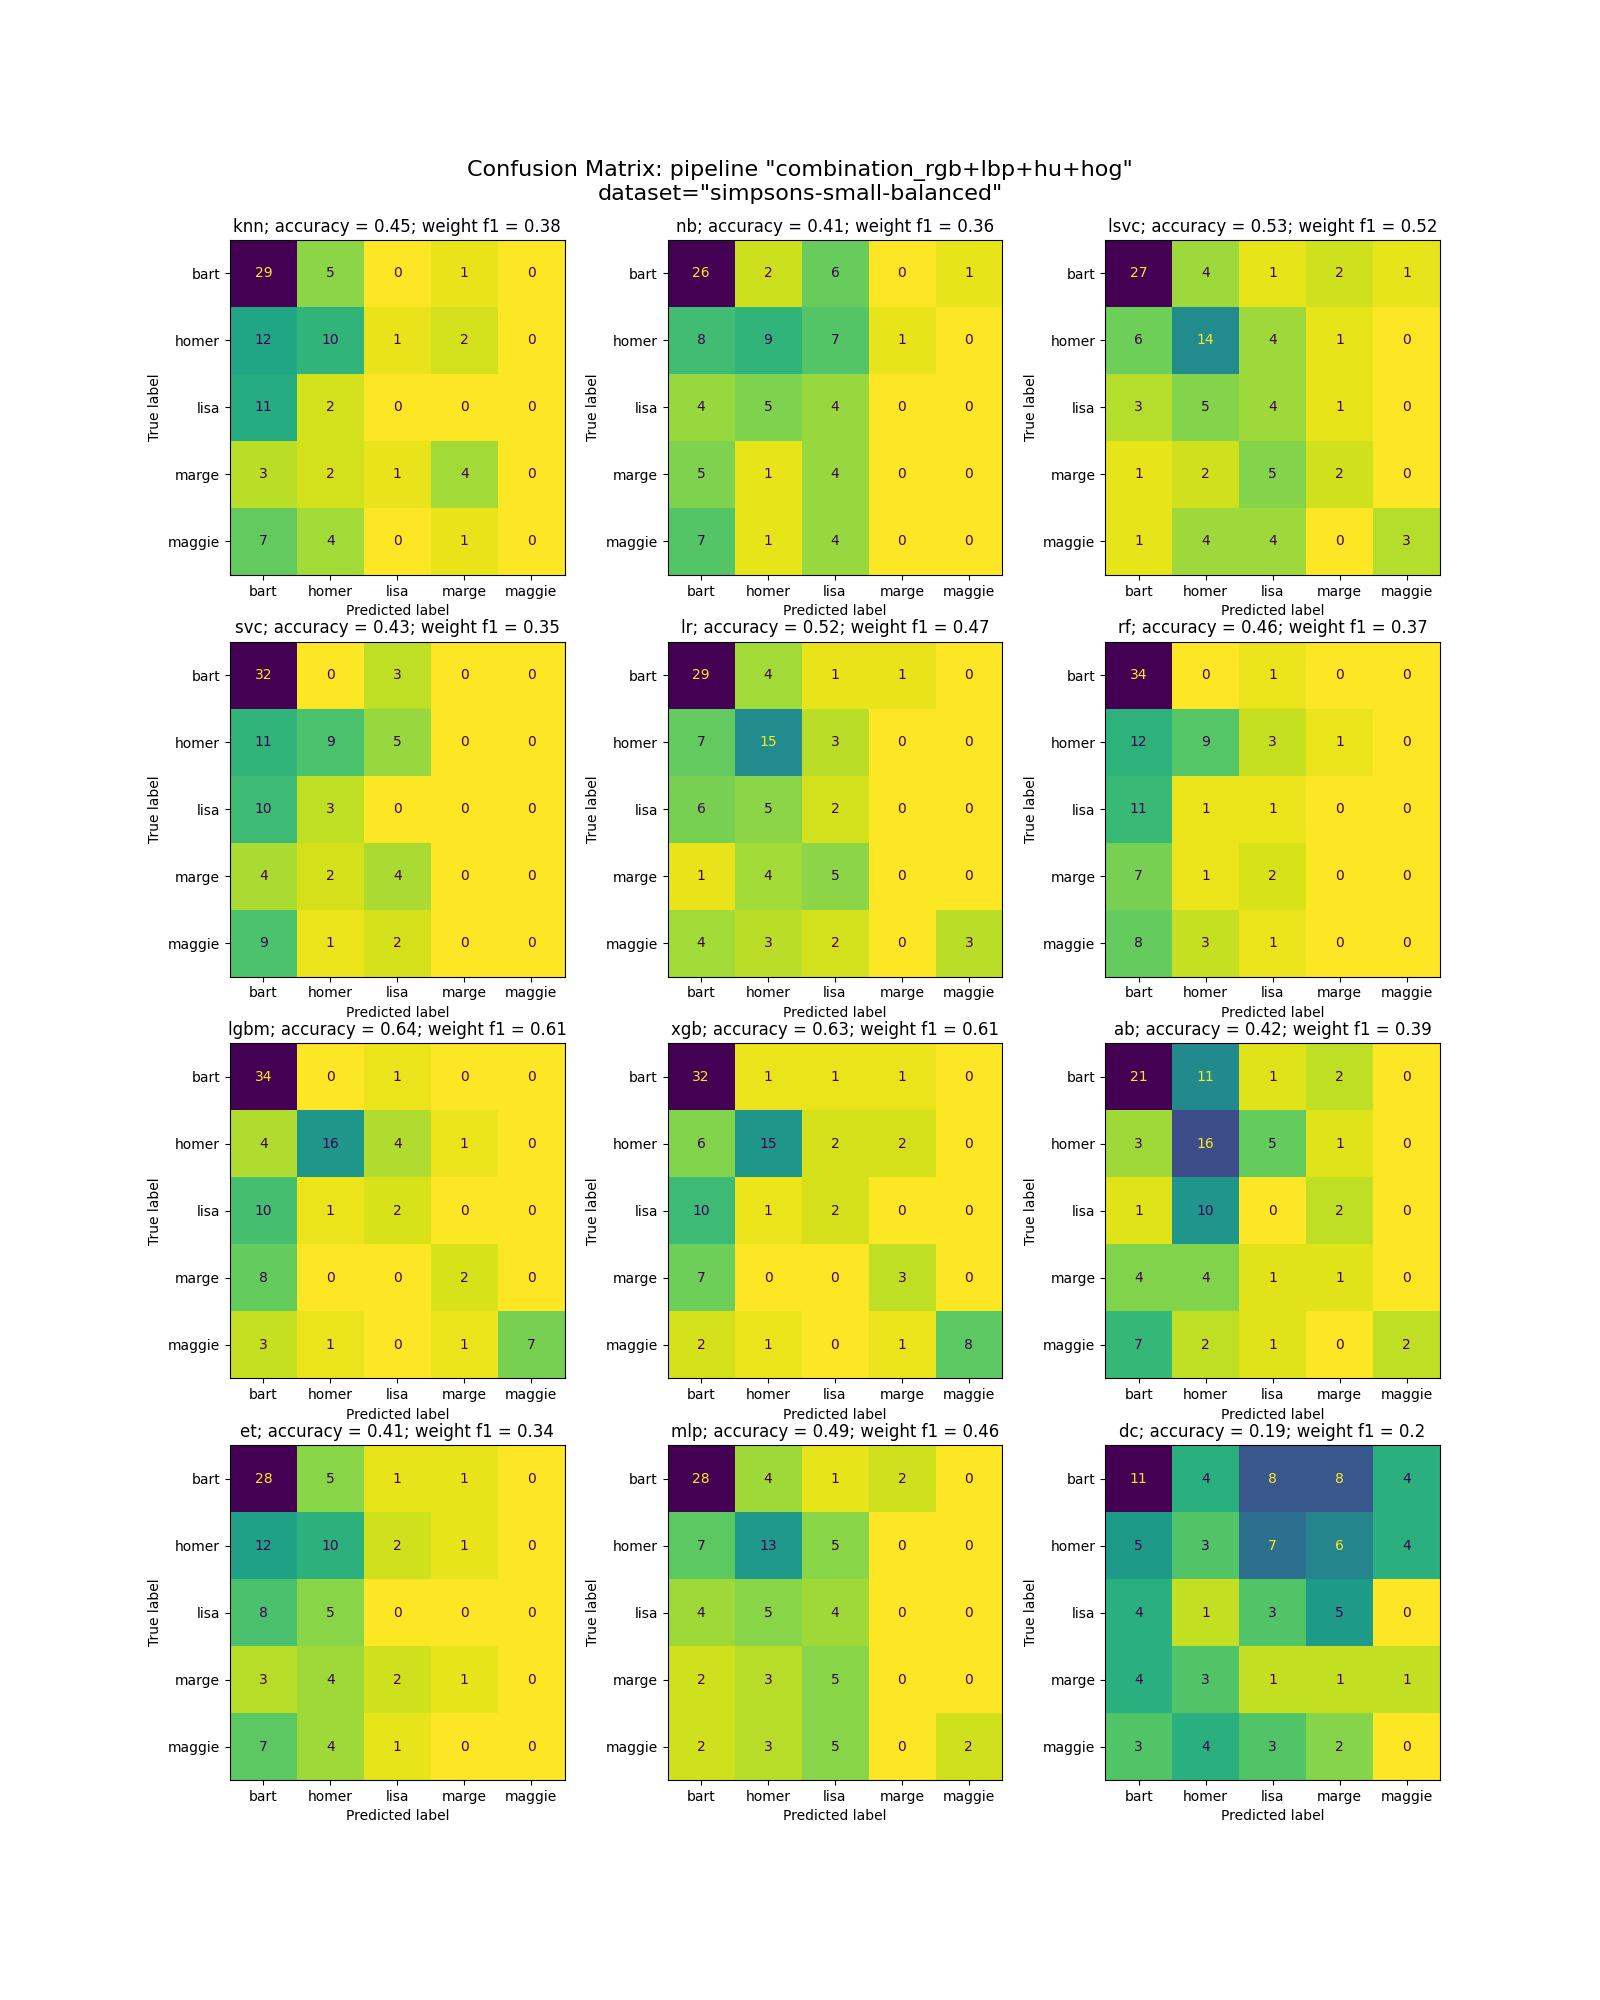 Confusion Matrix: pipeline "combination_rgb+lbp+hu+hog"
dataset="simpsons-small-balanced"
knn; accuracy = 0.45; weight f1 = 0.38
True label
bart 29 5 0 1 0
homer 12 10 1 2 0
lisa 11 2 0 0 0
marge 3 2 1 4 0
maggie 7 4 0 1 0
bart homer lisa marge maggie
Predicted label
nb; accuracy = 0.41; weight f1 = 0.36
True label
bart 26 2 6 0 1
homer 8 9 7 1 0
lisa 4 5 4 0 0
marge 5 1 4 0 0
maggie 7 1 4 0 0
bart homer lisa marge maggie
Predicted label
lsvc; accuracy = 0.53; weight f1 = 0.52
True label
bart 27 4 1 2 1
homer 6 14 4 1 0
lisa 3 5 4 1 0
marge 1 2 5 2 0
maggie 1 4 4 0 3
bart homer lisa marge maggie
Predicted label
svc; accuracy = 0.43; weight f1 = 0.35
True label
bart 32 0 3 0 0
homer 11 9 5 0 0
lisa 10 3 0 0 0
marge 4 2 4 0 0
maggie 9 1 2 0 0
bart homer lisa marge maggie
Predicted label
lr; accuracy = 0.52; weight f1 = 0.47
True label
bart 29 4 1 1 0
homer 7 15 3 0 0
lisa 6 5 2 0 0
marge 1 4 5 0 0
maggie 4 3 2 0 3
bart homer lisa marge maggie
Predicted label
rf; accuracy = 0.46; weight f1 = 0.37
True label
bart 34 0 1 0 0
homer 12 9 3 1 0
lisa 11 1 1 0 0
marge 7 1 2 0 0
maggie 8 3 1 0 0
bart homer lisa marge maggie
Predicted label
lgbm; accuracy = 0.64; weight f1 = 0.61
True label
bart 34 0 1 0 0
homer 4 16 4 1 0
lisa 10 1 2 0 0
marge 8 0 0 2 0
maggie 3 1 0 1 7
bart homer lisa marge maggie
Predicted label
xgb; accuracy = 0.63; weight f1 = 0.61
True label
bart 32 1 1 1 0
homer 6 15 2 2 0
lisa 10 1 2 0 0
marge 7 0 0 3 0
maggie 2 1 0 1 8
bart homer lisa marge maggie
Predicted label
ab; accuracy = 0.42; weight f1 = 0.39
True label
bart 21 11 1 2 0
homer 3 16 5 1 0
lisa 1 10 0 2 0
marge 4 4 1 1 0
maggie 7 2 1 0 2
bart homer lisa marge maggie
Predicted label
et; accuracy = 0.41; weight f1 = 0.34
True label
bart 28 5 1 1 0
homer 12 10 2 1 0
lisa 8 5 0 0 0
marge 3 4 2 1 0
maggie 7 4 1 0 0
bart homer lisa marge maggie
Predicted label
mlp; accuracy = 0.49; weight f1 = 0.46
True label
bart 28 4 1 2 0
homer 7 13 5 0 0
lisa 4 5 4 0 0
marge 2 3 5 0 0
maggie 2 3 5 0 2
bart homer lisa marge maggie
Predicted label
dc; accuracy = 0.19; weight f1 = 0.2
True label
bart 11 4 8 8 4
homer 5 3 7 6 4
lisa 4 1 3 5 0
marge 4 3 1 1 1
maggie 3 4 3 2 0
bart homer lisa marge maggie
Predicted label